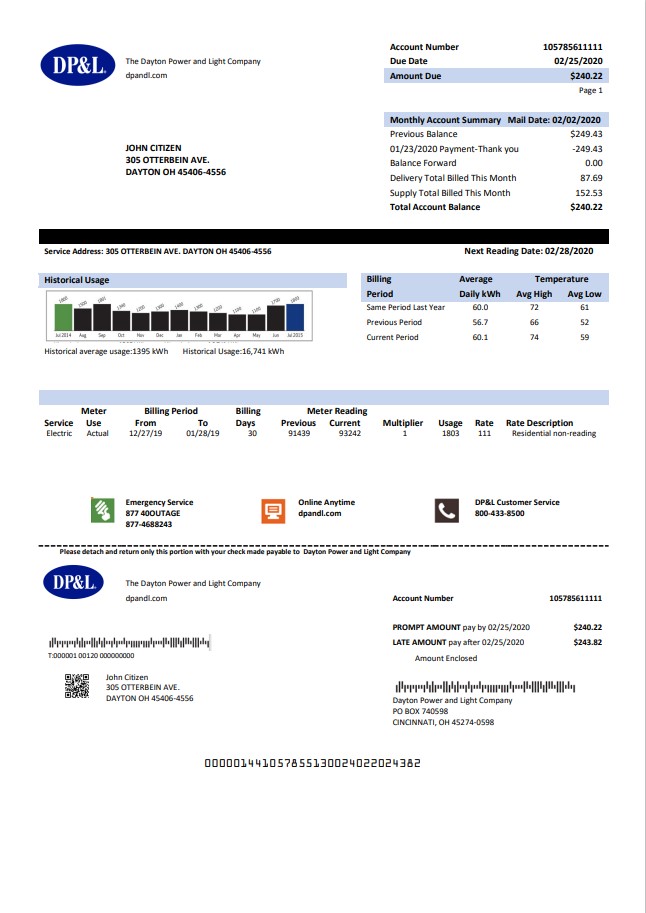 DP&L.
The Dayton Power and Light Company
dpandl.com
Account Number 105785611111
Due Date 02/25/2020
Amount Due $240.22
Page 1
Monthly Account Summary Mail Date: 02/02/2020
Previous Balance $249.43
01/23/2020 Payment-Thank you -249.43
Balance Forward 0.00
Delivery Total Billed This Month 87.69
Supply Total Billed This Month 152.53
Total Account Balance $240.22
JOHN CITIZEN
305 OTTERBEIN AVE.
DAYTON OH 45406-4556
Service Address: 305 OTTERBEIN AVE. DAYTON OH 45406-4556 Next Reading Date: 02/28/2020
Historical Usage
Jul 2014 Aug Sep Oct Nov Dec Jan Feb Mar Apr May Jun Jul 2015
Historical average usage:1395 kWh Historical Usage:16,741 kWh
Billing Average Temperature
Period Daily kWh Avg High Avg Low
Same Period Last Year 60.0 72 61
Previous Period 56.7 66 52
Current Period 60.1 74 59
Meter Billing Period Billing Meter Reading
Service Use From To Days Previous Current Multiplier Usage Rate Rate Description
Electric Actual 12/27/19 01/28/19 30 91439 93242 1 1803 111 Residential non-reading
Emergency Service
877 40OUTAGE
877-4688243
Online Anytime
dpandl.com
DP&L Customer Service
800-433-8500
Please detach and return only this portion with your check made payable to Dayton Power and Light Company
DP&L.
The Dayton Power and Light Company
dpandl.com
Account Number 105785611111
PROMPT AMOUNT pay by 02/25/2020 $240.22
LATE AMOUNT pay after 02/25/2020 $243.82
Amount Enclosed
T:000001 00120 000000000
John Citizen
305 OTTERBEIN AVE.
DAYTON OH 45406-4556
Dayton Power and Light Company
PO BOX 740598
CINCINNATI, OH 45274-0598
00000144105785513002402202438​2